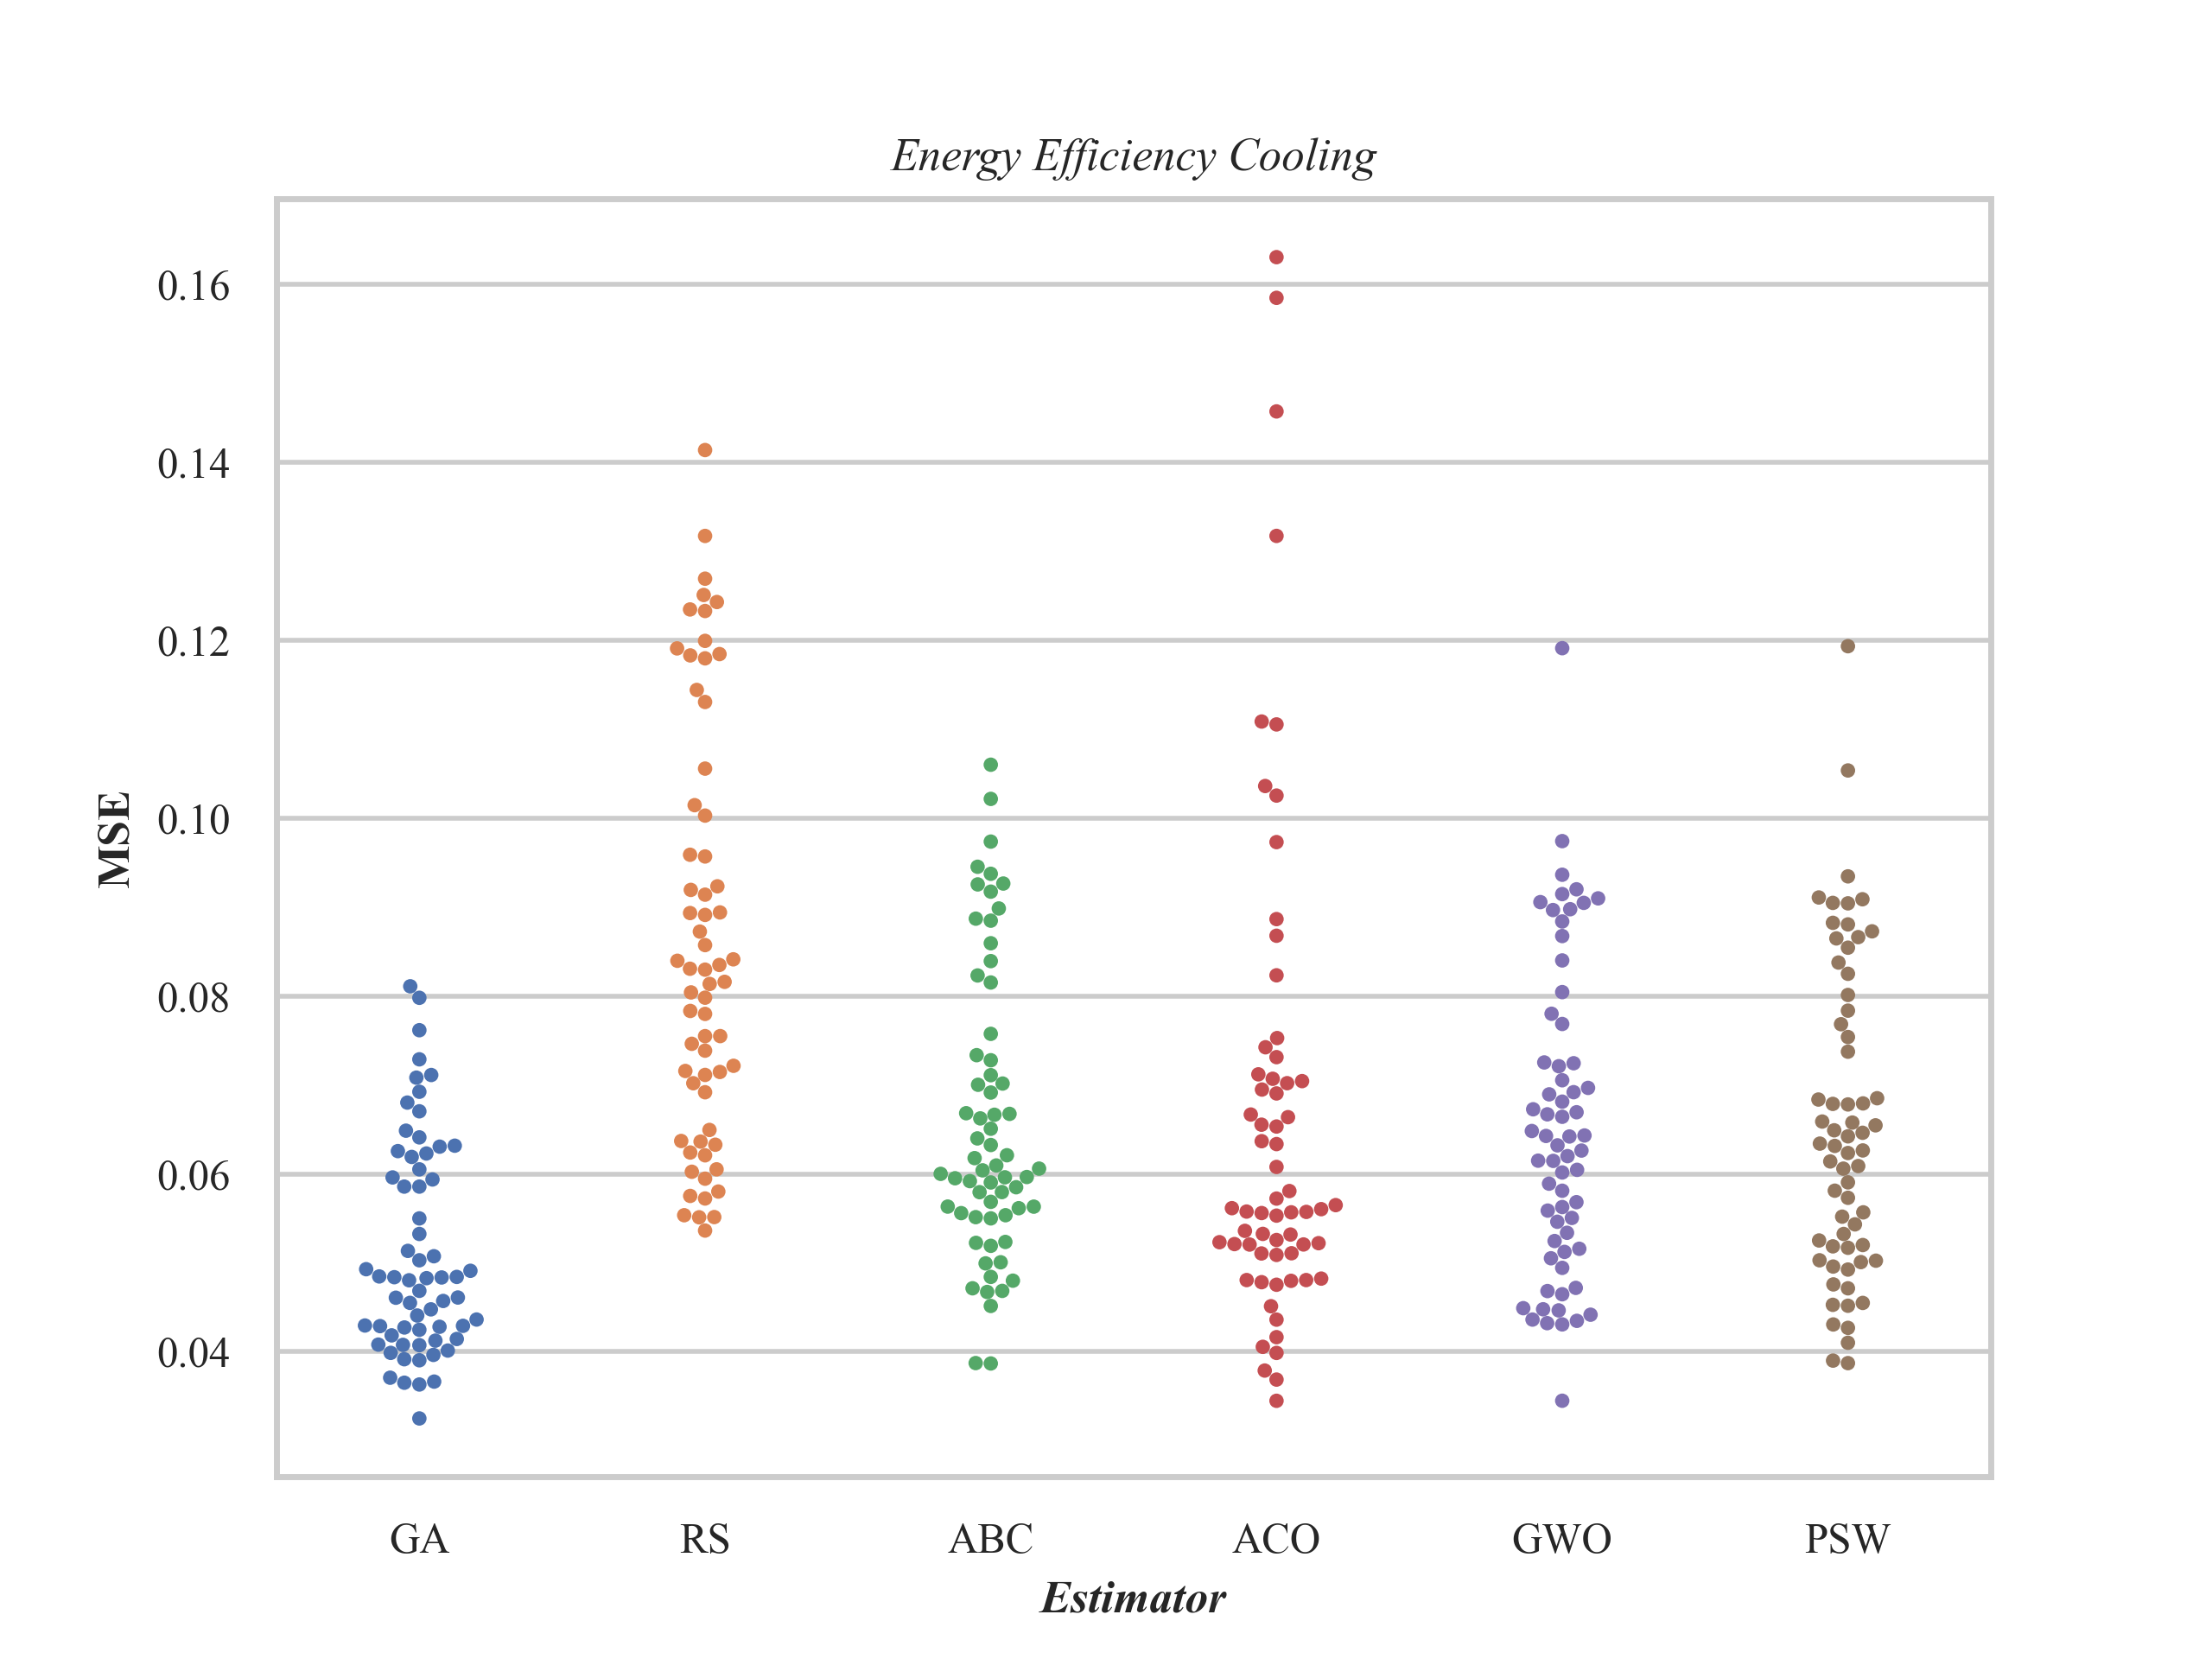 Energy Efficiency Cooling
0.16
0.14
0.12
0.10
0.08
0.06
0.04
MSE
GA RS ABC ACO GWO PSW
Estimator